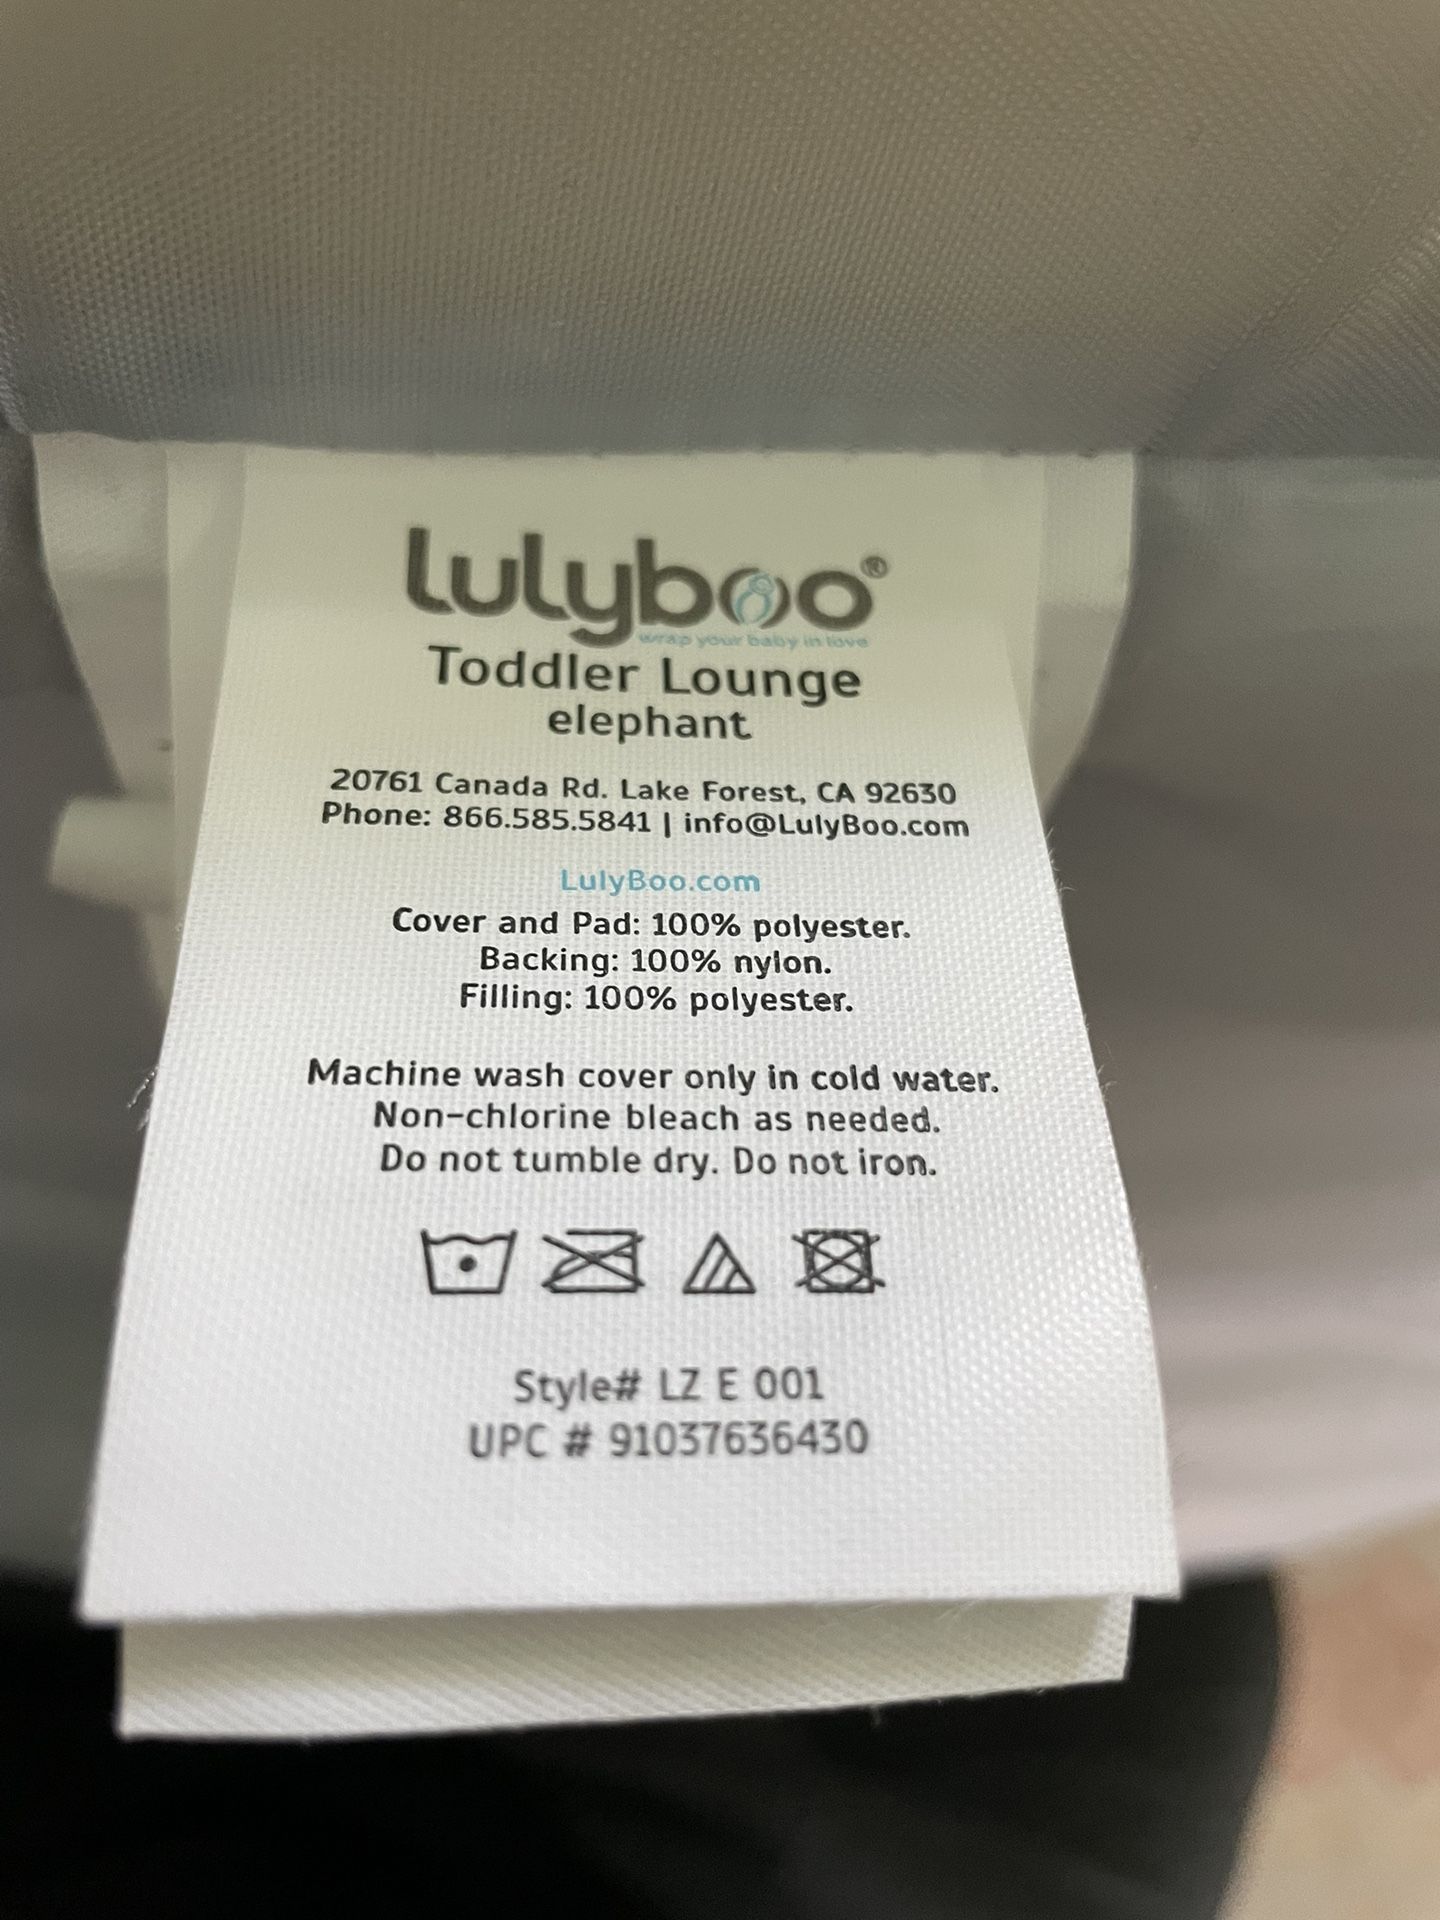 lulyboo®
wrap your baby in love
Toddler Lounge
elephant
20761 Canada Rd. Lake Forest, CA 92630
Phone: 866.585.5841 | info@LulyBoo.com
LulyBoo.com
Cover and Pad: 100% polyester.
Backing: 100% nylon.
Filling: 100% polyester.
Machine wash cover only in cold water.
Non-chlorine bleach as needed.
Do not tumble dry. Do not iron.
Style# LZ E 001
UPC # 91037636430